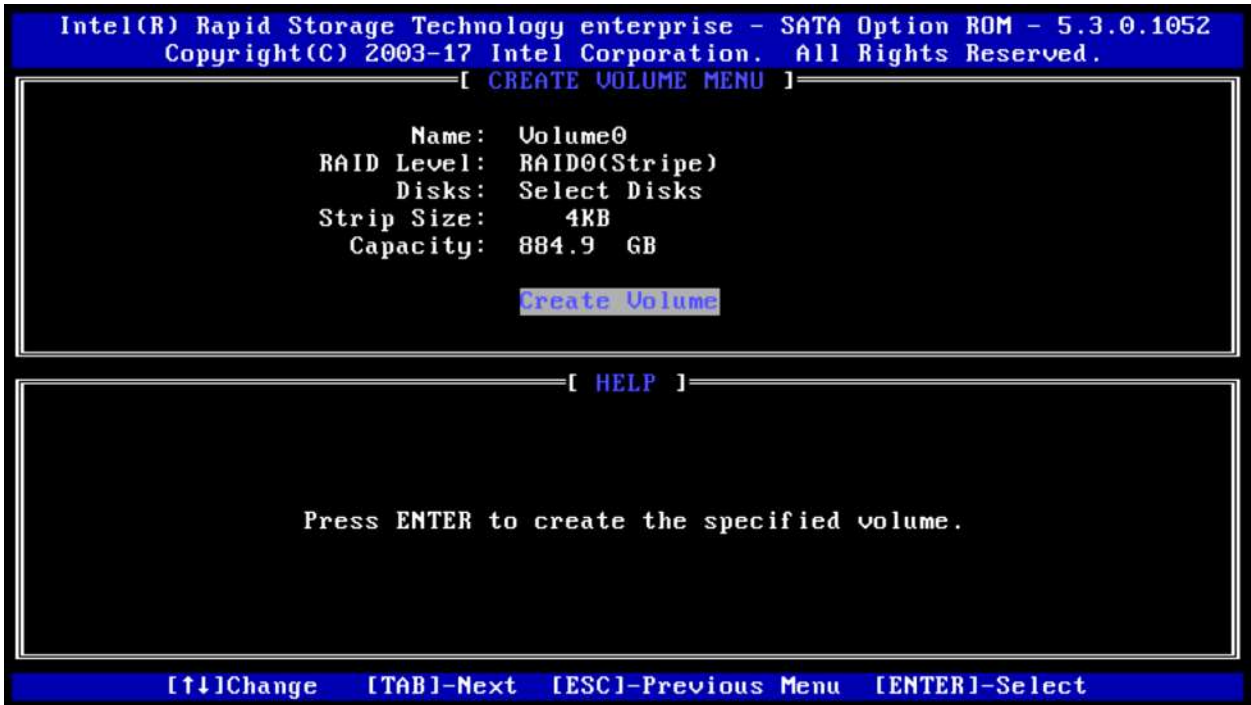 Intel(R) Rapid Storage Technology enterprise - SATA Option ROM - 5.3.0.1052
Copyright(C) 2003-17 Intel Corporation. All Rights Reserved.
[ CREATE VOLUME MENU ]
Name: Volume0
RAID Level: RAID0(Stripe)
Disks: Select Disks
Strip Size: 4KB
Capacity: 884.9 GB
Create Volume
[ HELP ]
Press ENTER to create the specified volume.
[↑↓]Change [TAB]-Next [ESC]-Previous Menu [ENTER]-Select